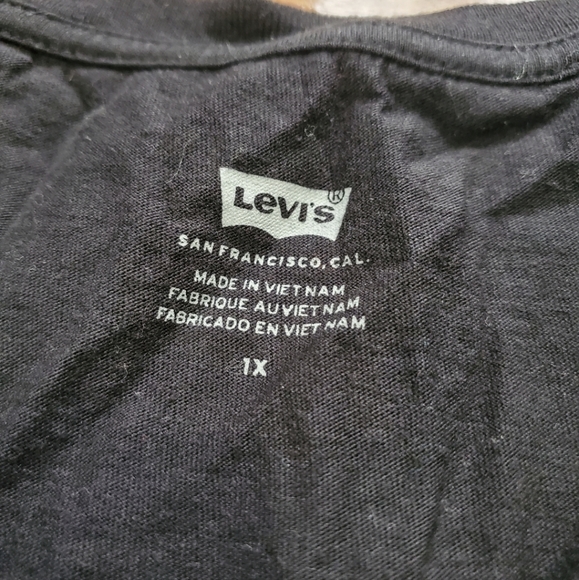 Levi's®
SAN FRANCISCO, CAL.
MADE IN VIETNAM
FABRIQUE AU VIETNAM
FABRICADO EN VIETNAM
1X